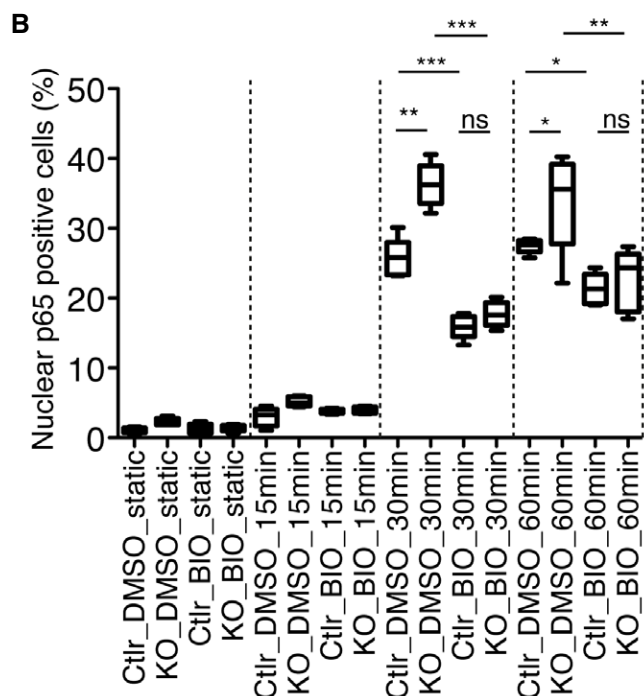 B
***
**
***
*
**
ns
*
ns
Nuclear p65 positive cells (%)
50
40
30
20
10
0
Ctlr_DMSO_static
KO_DMSO_static
Ctlr_BIO_static
KO_BIO_static
Ctlr_DMSO_15min
KO_DMSO_15min
Ctlr_BIO_15min
KO_BIO_15min
Ctlr_DMSO_30min
KO_DMSO_30min
Ctlr_BIO_30min
KO_BIO_30min
Ctlr_DMSO_60min
KO_DMSO_60min
Ctlr_BIO_60min
KO_BIO_60min